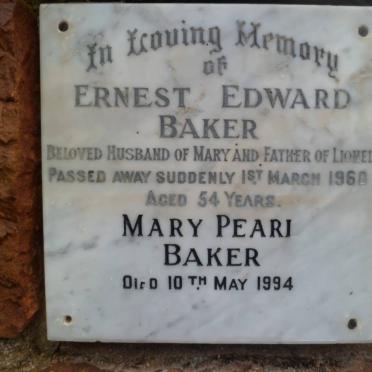 In Loving Memory
of
ERNEST EDWARD
BAKER
BELOVED HUSBAND OF MARY AND FATHER OF LIONEL
PASSED AWAY SUDDENLY 1ST MARCH 1960
AGED 54 YEARS.
MARY PEARL
BAKER
DIED 10TH MAY 1994